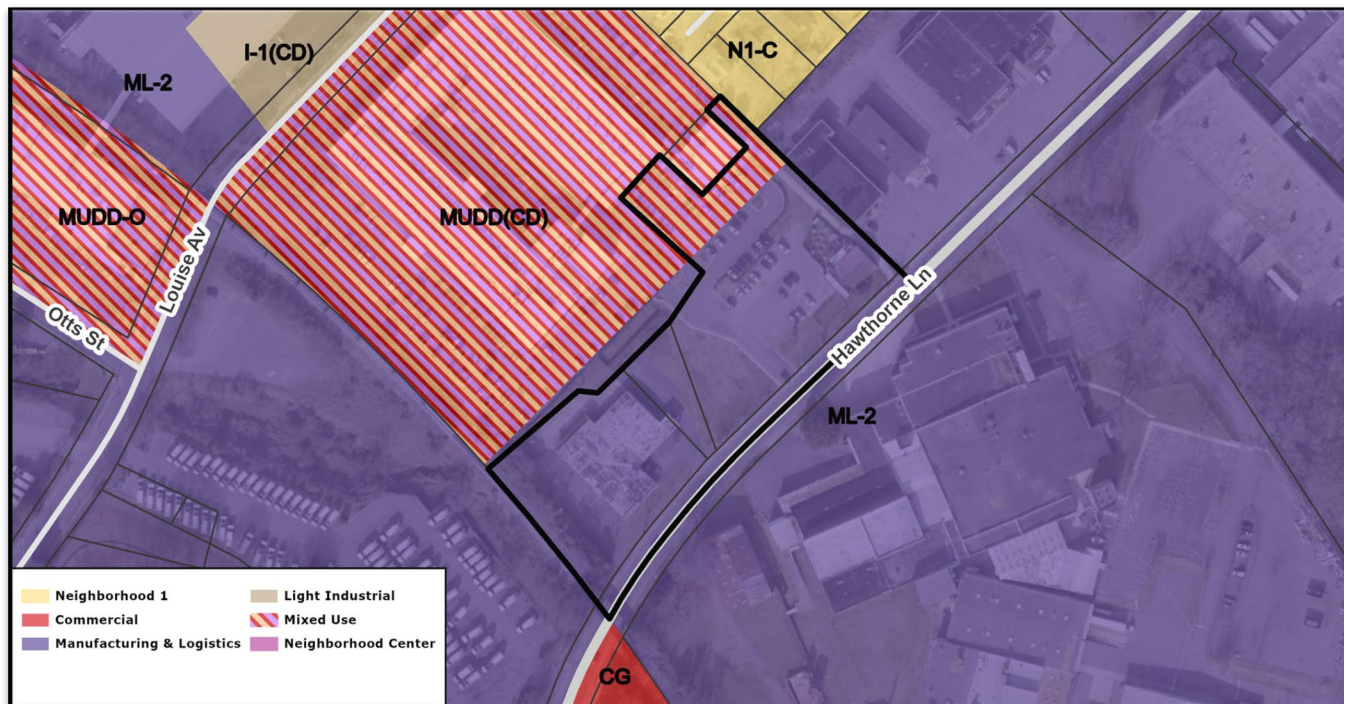 I-1(CD)
N1-C
ML-2
MUDD-O
MUDD(CD)
Louise Av
Otts St
Hawthorne Ln
ML-2
CG
Neighborhood 1
Light Industrial
Commercial
Mixed Use
Manufacturing & Logistics
Neighborhood Center